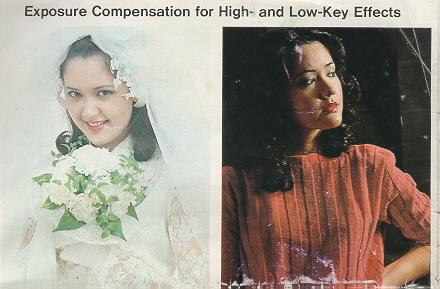 Exposure Compensation for High- and Low-Key Effects